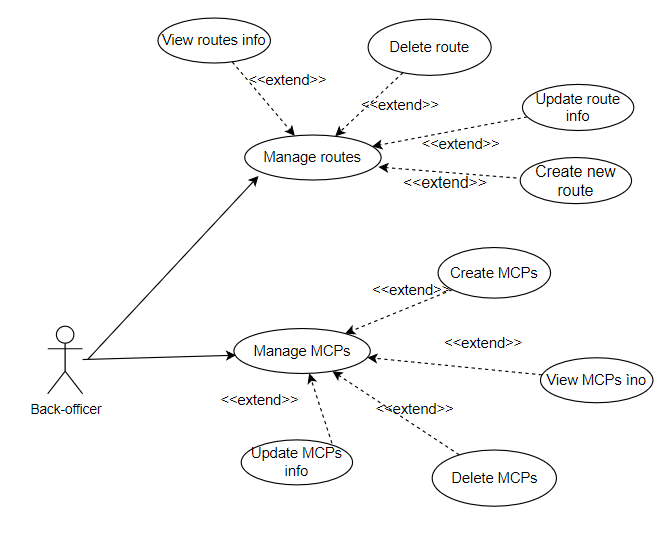 View routes info
Delete route
<<extend>>
<<extend>>
Update route
info
<<extend>>
Manage routes
<<extend>>
Create new
route
Create MCPs
<<extend>>
Manage MCPs
<<extend>>
View MCPs ìno
<<extend>>
<<extend>>
Back-officer
Update MCPs
info
Delete MCPs